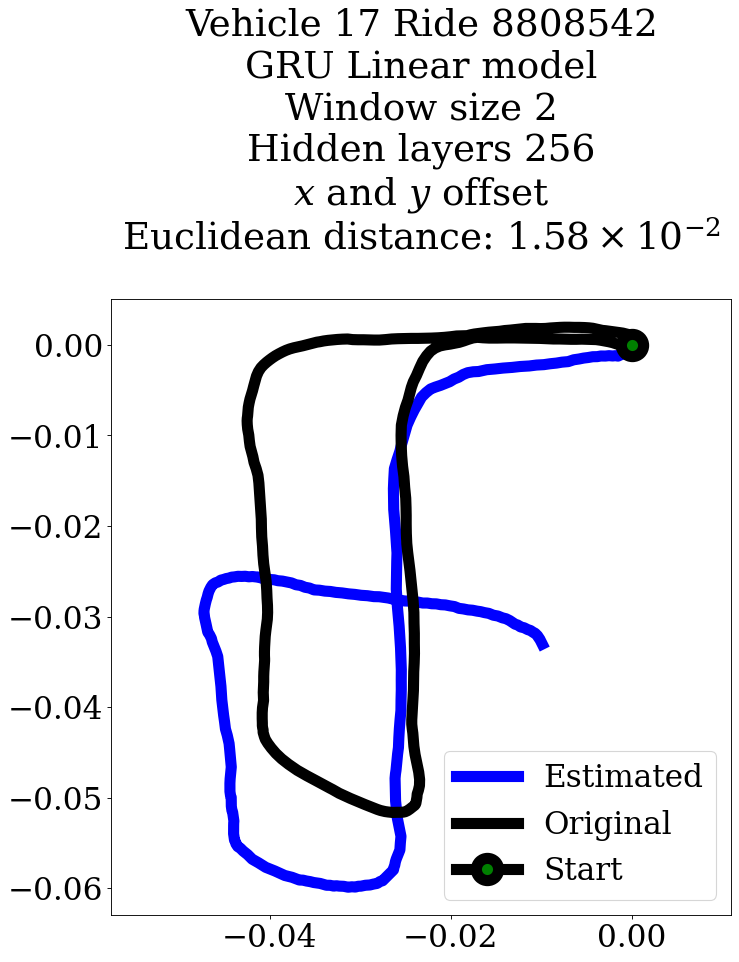 Vehicle 17 Ride 8808542
GRU Linear model
Window size 2
Hidden layers 256
x and y offset
Euclidean distance: 1.58 × 10⁻²
0.00
−0.01
−0.02
−0.03
−0.04
−0.05
−0.06
Estimated
Original
Start
−0.04 −0.02 0.00